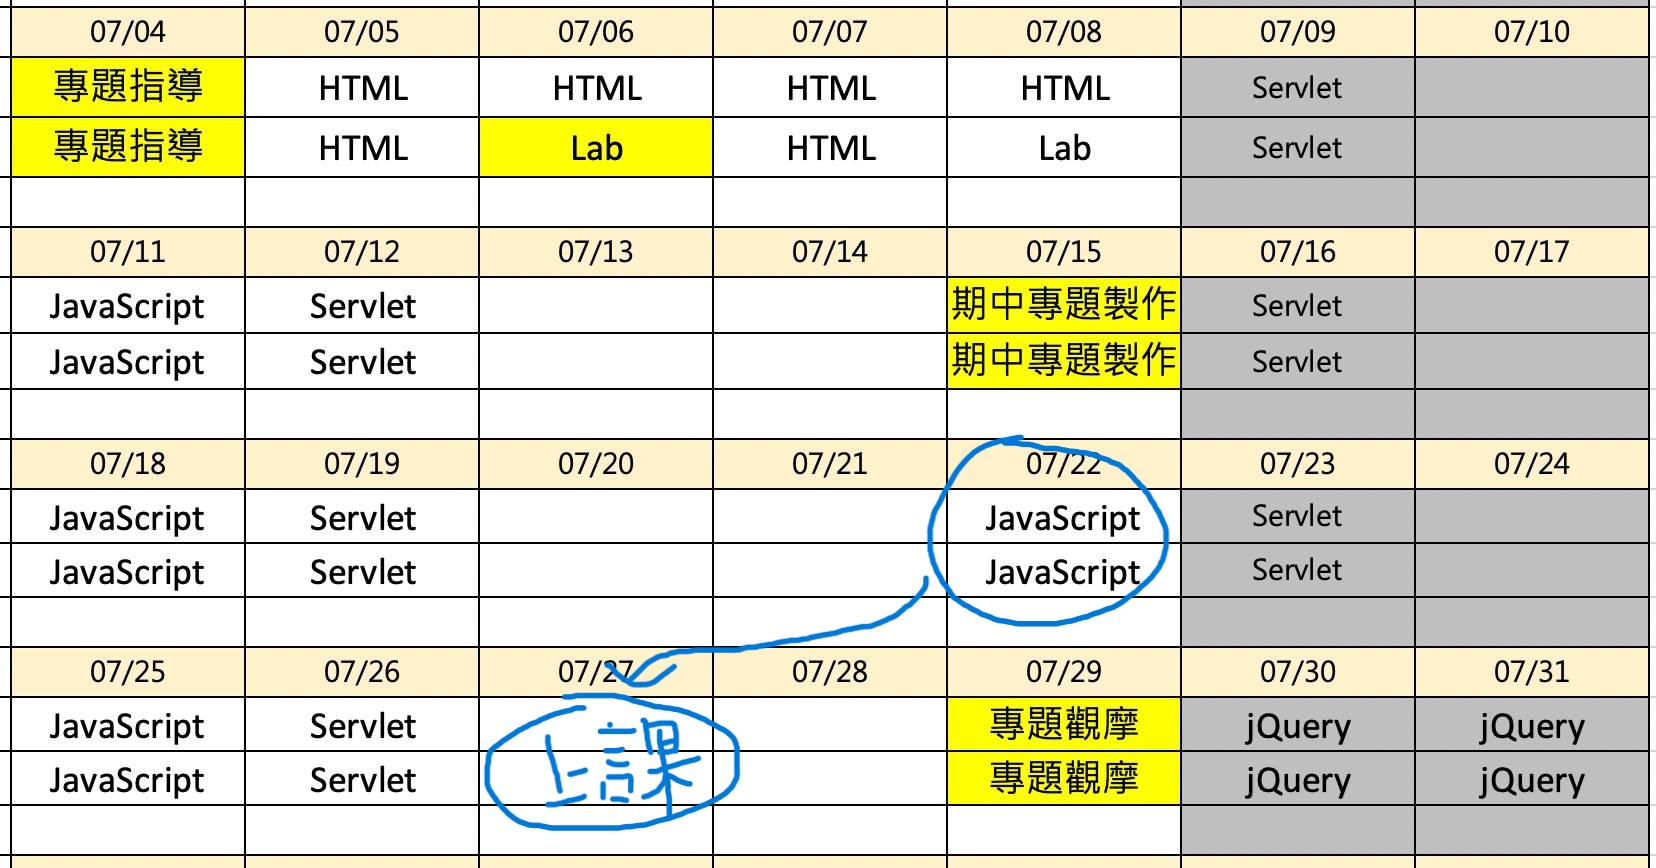 07/04 07/05 07/06 07/07 07/08 07/09 07/10
專題指導 HTML HTML HTML HTML Servlet
專題指導 HTML Lab HTML Lab Servlet
07/11 07/12 07/13 07/14 07/15 07/16 07/17
JavaScript Servlet 期中專題製作 Servlet
JavaScript Servlet 期中專題製作 Servlet
07/18 07/19 07/20 07/21 07/22 07/23 07/24
JavaScript Servlet JavaScript Servlet
JavaScript Servlet JavaScript Servlet
07/25 07/26 07/27 07/28 07/29 07/30 07/31
JavaScript Servlet 專題觀摩 jQuery jQuery
上課
JavaScript Servlet 專題觀摩 jQuery jQuery